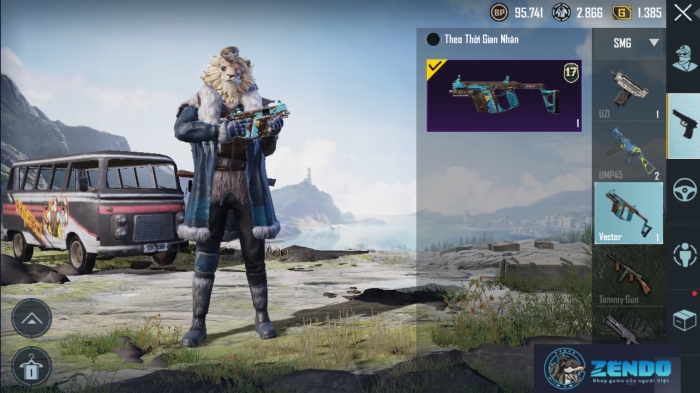 BP 95.741 2.866 G 1.385
Theo Thời Gian Nhận
SMG
17
1
UZI 1
UMP45 2
Vector 1
Tommy Gun
ZENDO
Shop game của người Việt